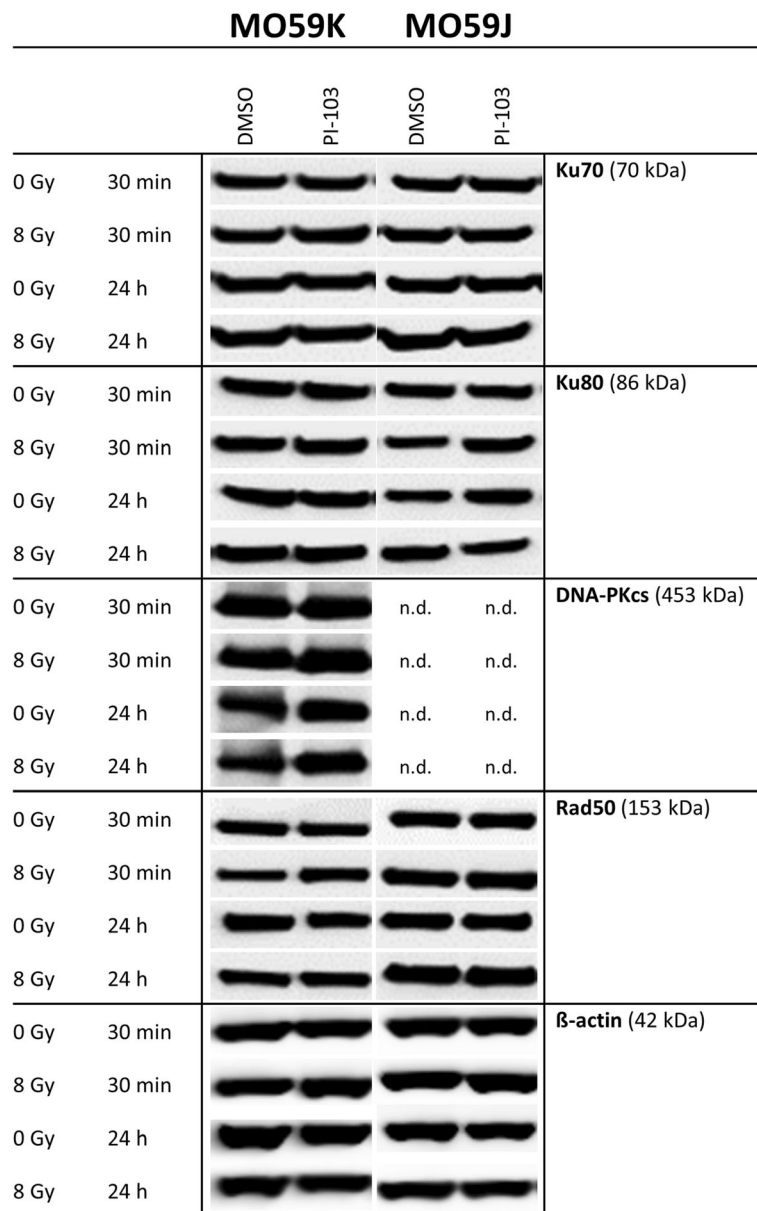 MO59K MO59J
DMSO PI-103 DMSO PI-103
0 Gy 30 min Ku70 (70 kDa)
8 Gy 30 min
0 Gy 24 h
8 Gy 24 h
0 Gy 30 min Ku80 (86 kDa)
8 Gy 30 min
0 Gy 24 h
8 Gy 24 h
0 Gy 30 min n.d. n.d. DNA-PKcs (453 kDa)
8 Gy 30 min n.d. n.d.
0 Gy 24 h n.d. n.d.
8 Gy 24 h n.d. n.d.
0 Gy 30 min Rad50 (153 kDa)
8 Gy 30 min
0 Gy 24 h
8 Gy 24 h
0 Gy 30 min ß-actin (42 kDa)
8 Gy 30 min
0 Gy 24 h
8 Gy 24 h